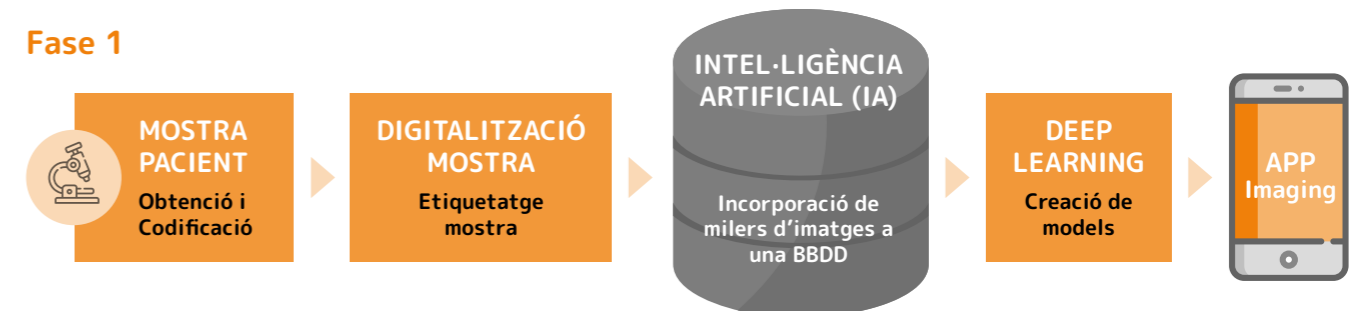 Fase 1
MOSTRA
PACIENT
Obtenció i
Codificació
DIGITALITZACIÓ
MOSTRA
Etiquetatge
mostra
INTEL·LIGÈNCIA
ARTIFICIAL (IA)
Incorporació de
milers d’imatges a
una BBDD
DEEP
LEARNING
Creació de
models
APP
Imaging